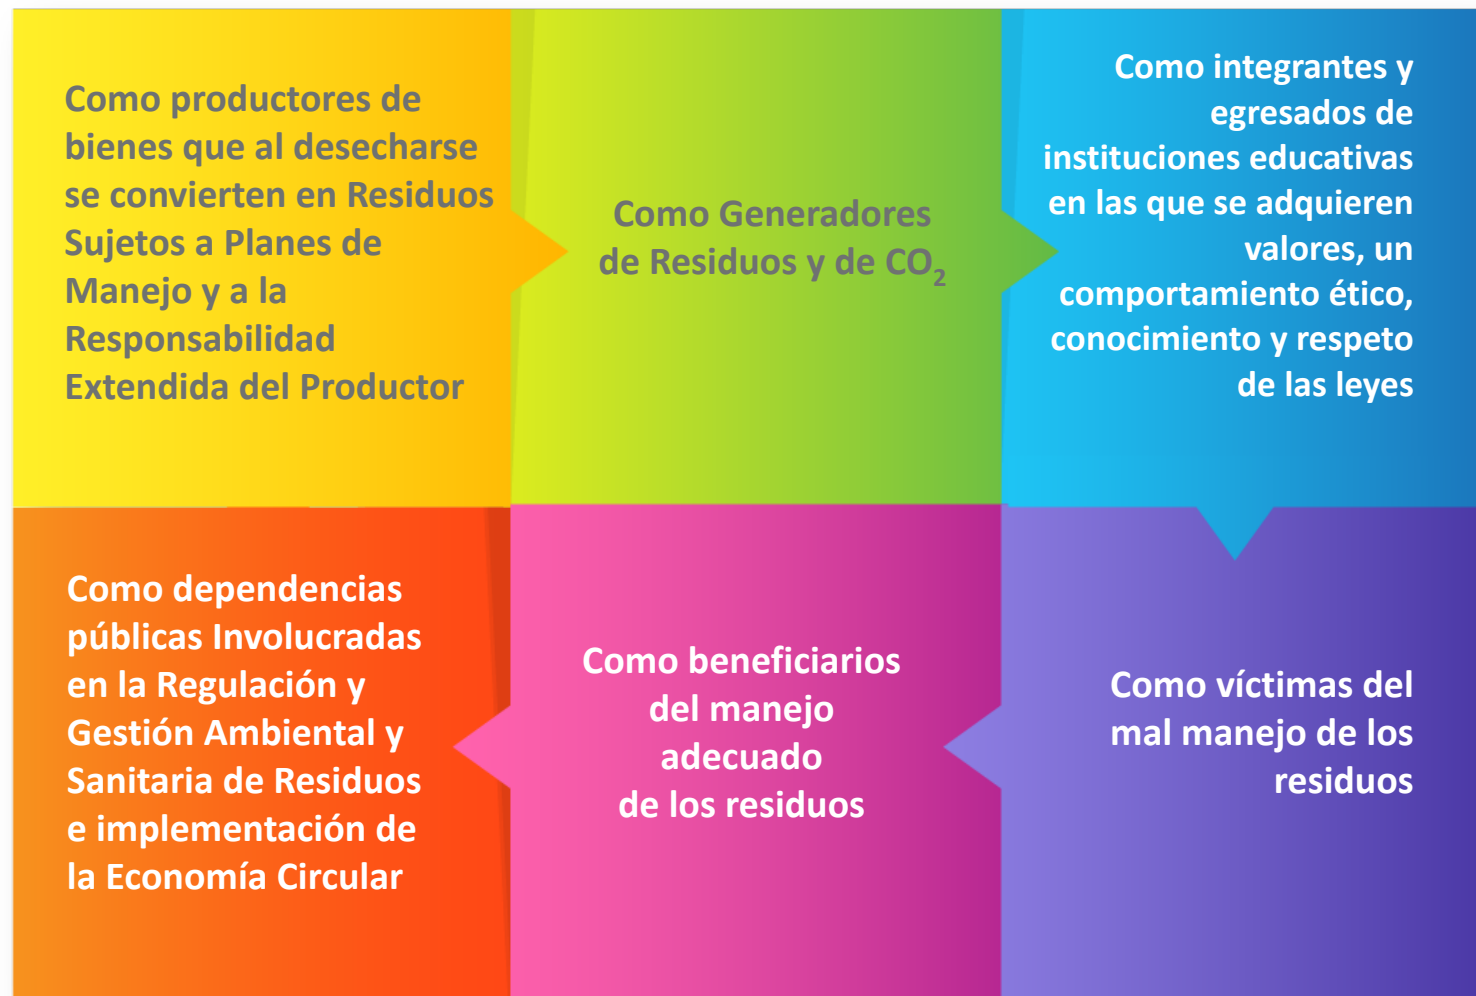 Como productores de
bienes que al desecharse
se convierten en Residuos
Sujetos a Planes de
Manejo y a la
Responsabilidad
Extendida del Productor
Como Generadores
de Residuos y de CO₂
Como integrantes y
egresados de
instituciones educativas
en las que se adquieren
valores, un
comportamiento ético,
conocimiento y respeto
de las leyes
Como víctimas del
mal manejo de los
residuos
Como beneficiarios
del manejo
adecuado
de los residuos
Como dependencias
públicas Involucradas
en la Regulación y
Gestión Ambiental y
Sanitaria de Residuos
e implementación de
la Economía Circular